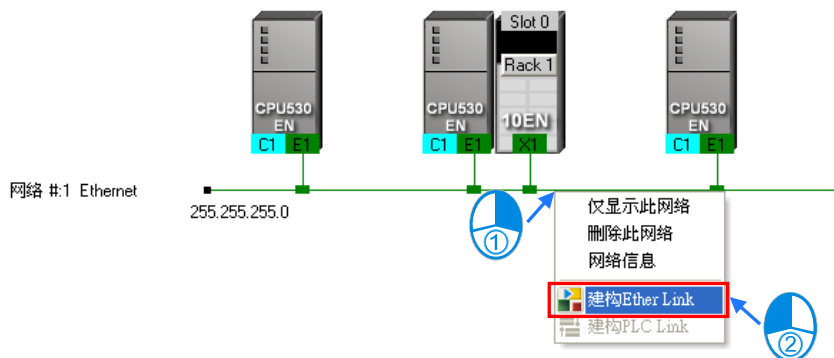 Slot 0
Rack 1
CPU530
EN
C1 E1
CPU530
EN
C1 E1
10EN
X1
CPU530
EN
C1 E1
网络 #:1 Ethernet
255.255.255.0
①
仅显示此网络
删除此网络
网络信息
建构Ether Link
建构PLC Link
②